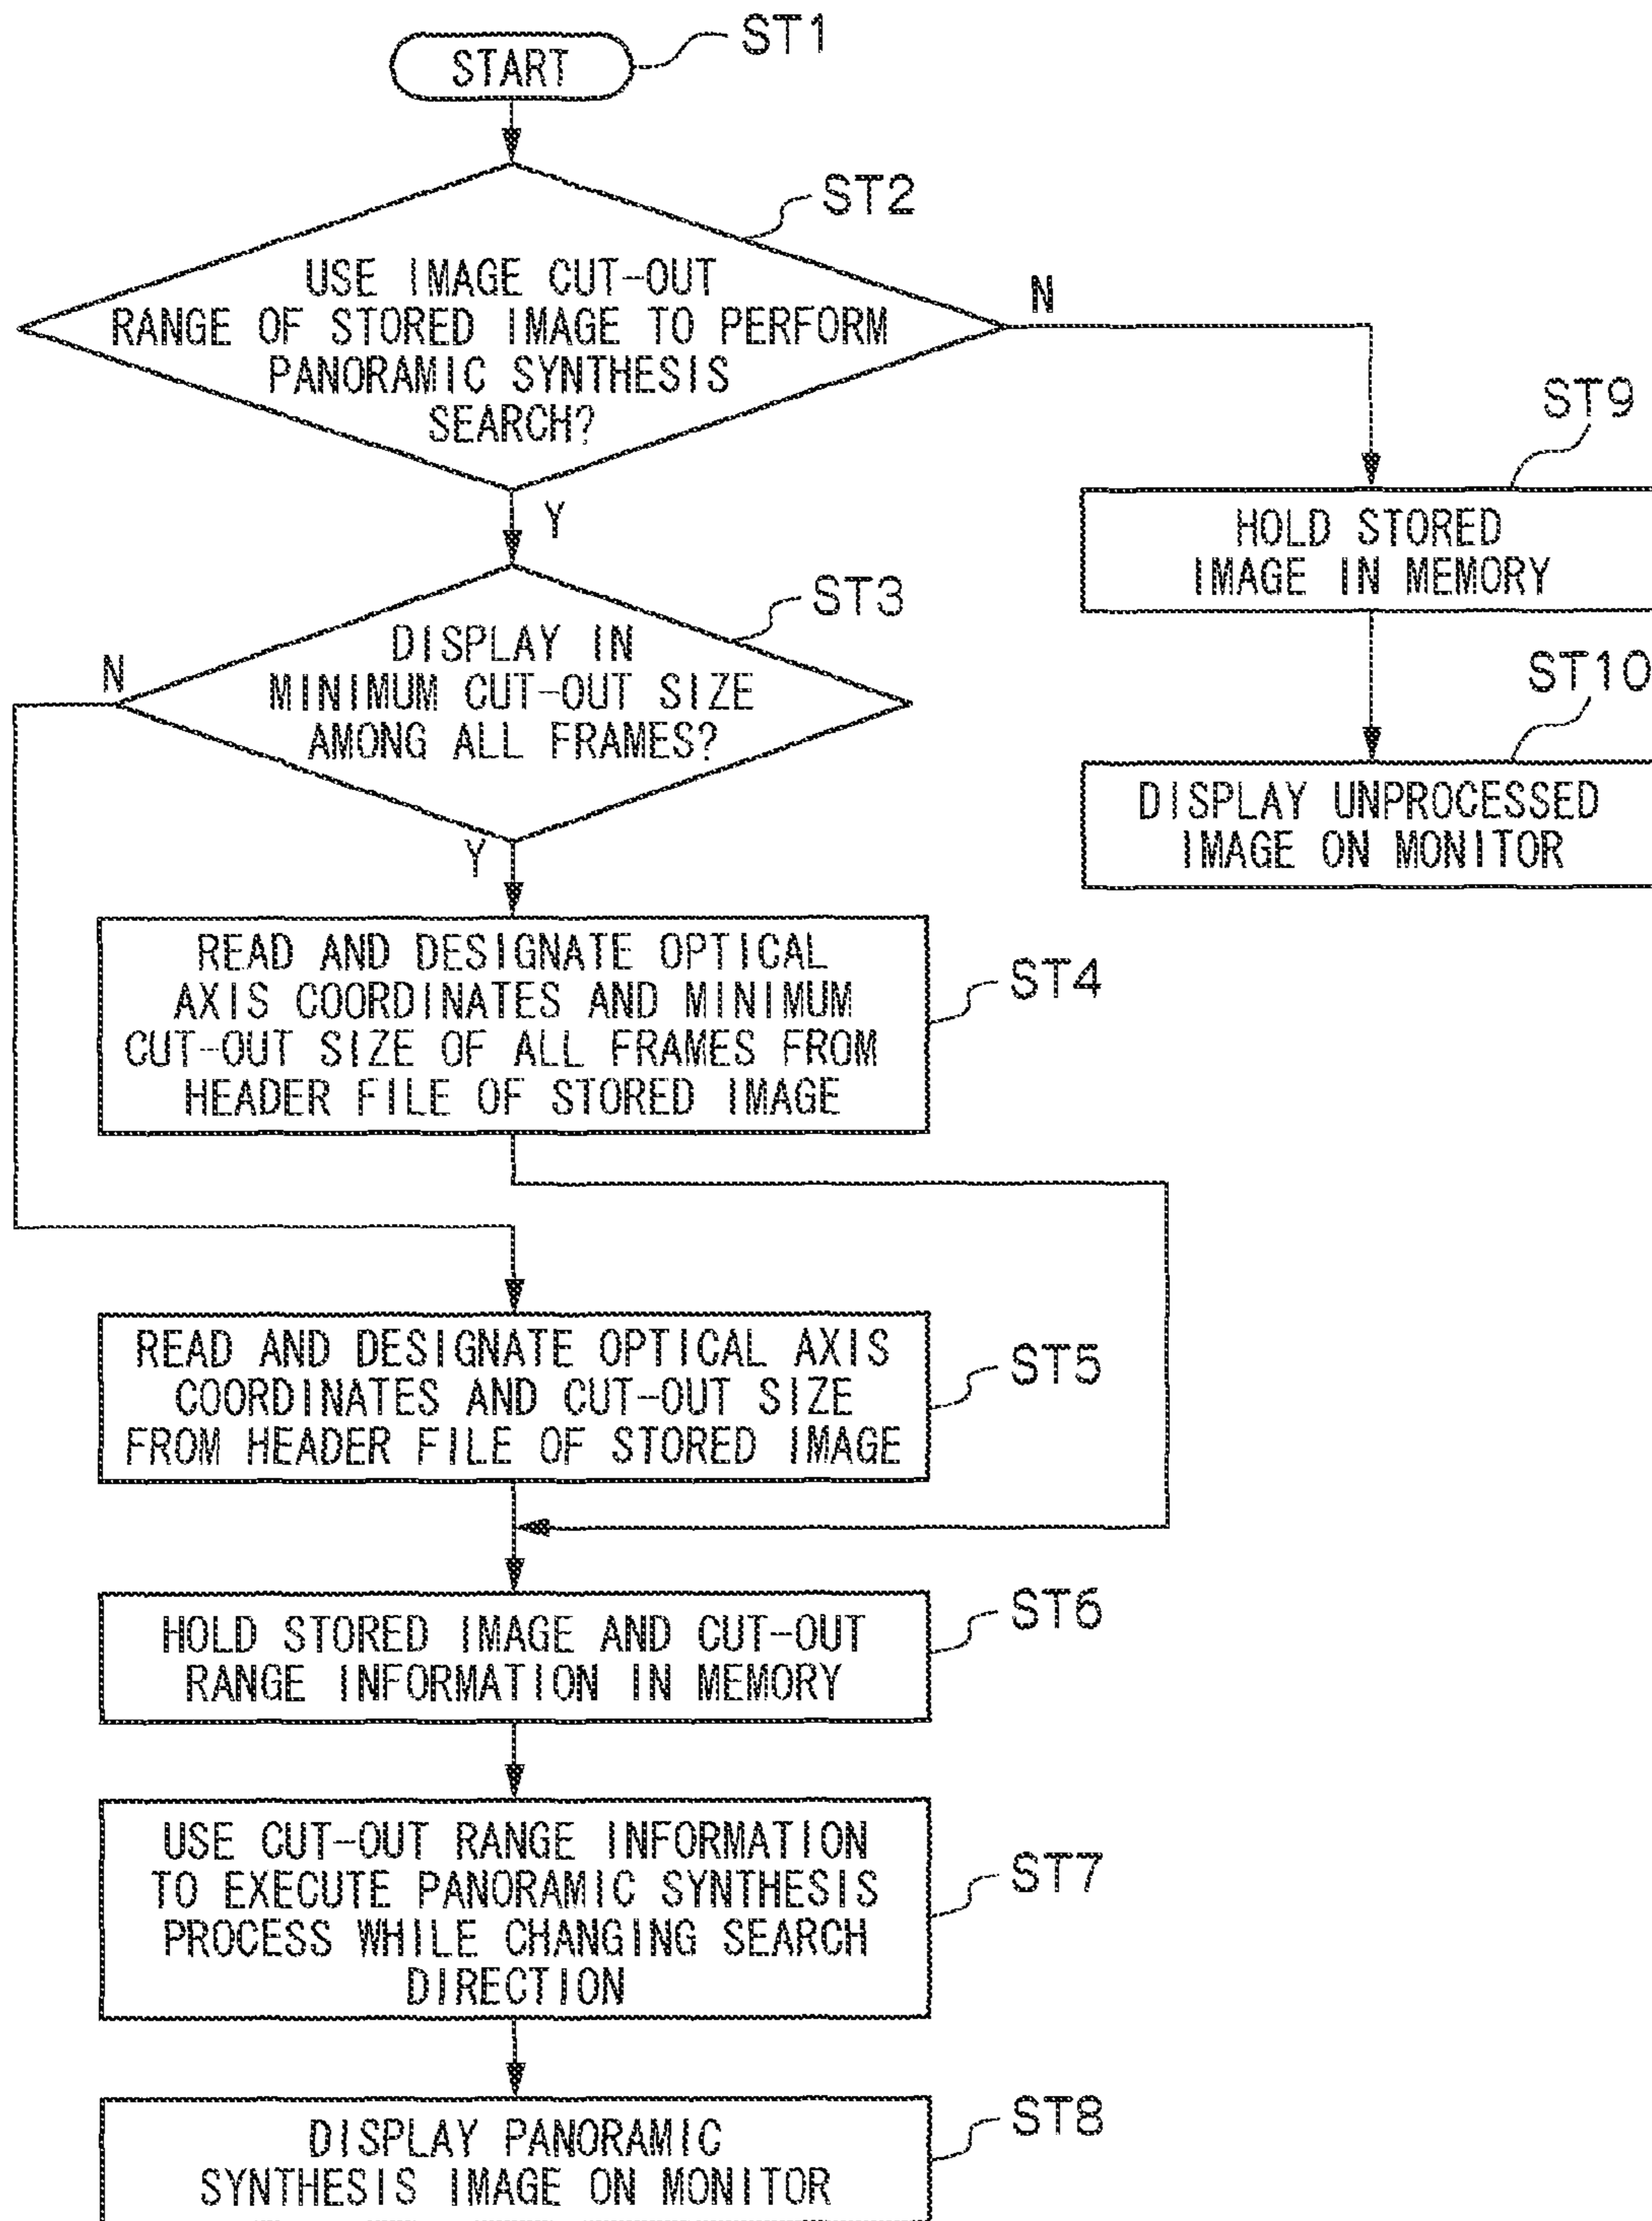 START
ST1
ST2
USE IMAGE CUT-OUT
RANGE OF STORED IMAGE TO PERFORM
PANORAMIC SYNTHESIS
SEARCH?
N
Y
ST9
HOLD STORED
IMAGE IN MEMORY
ST3
DISPLAY IN
MINIMUM CUT-OUT SIZE
AMONG ALL FRAMES?
N
Y
ST10
DISPLAY UNPROCESSED
IMAGE ON MONITOR
READ AND DESIGNATE OPTICAL
AXIS COORDINATES AND MINIMUM
CUT-OUT SIZE OF ALL FRAMES FROM
HEADER FILE OF STORED IMAGE
ST4
READ AND DESIGNATE OPTICAL AXIS
COORDINATES AND CUT-OUT SIZE
FROM HEADER FILE OF STORED IMAGE
ST5
HOLD STORED IMAGE AND CUT-OUT
RANGE INFORMATION IN MEMORY
ST6
USE CUT-OUT RANGE INFORMATION
TO EXECUTE PANORAMIC SYNTHESIS
PROCESS WHILE CHANGING SEARCH
DIRECTION
ST7
DISPLAY PANORAMIC
SYNTHESIS IMAGE ON MONITOR
ST8